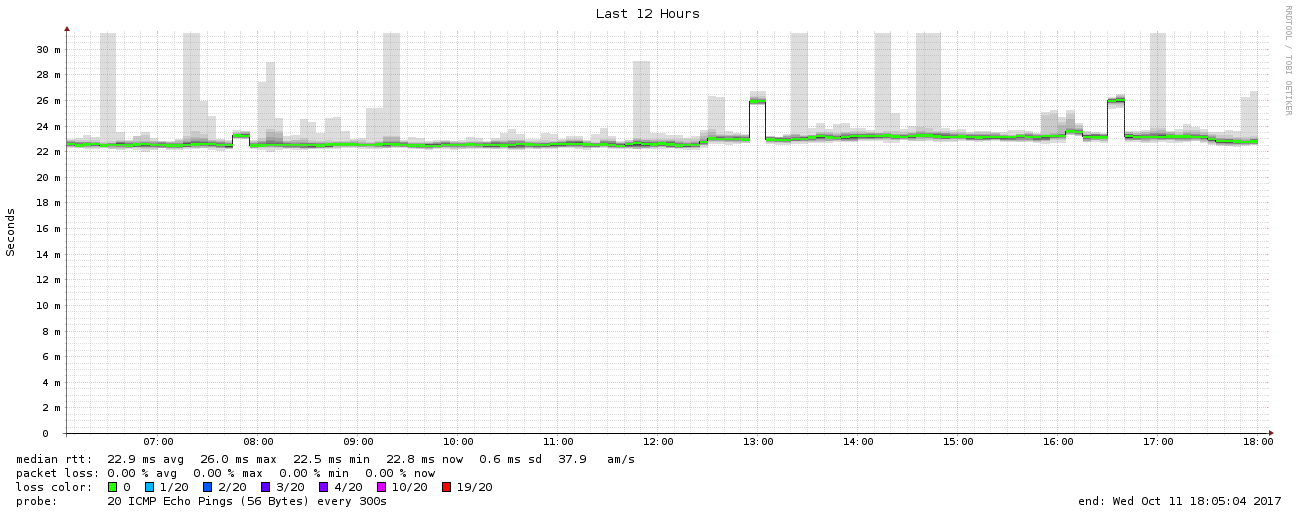 Last 12 Hours
RRDTOOL / TOBI OETIKER
Seconds
30 m
28 m
26 m
24 m
22 m
20 m
18 m
16 m
14 m
12 m
10 m
8 m
6 m
4 m
2 m
0
07:00 08:00 09:00 10:00 11:00 12:00 13:00 14:00 15:00 16:00 17:00 18:00
median rtt: 22.9 ms avg 26.0 ms max 22.5 ms min 22.8 ms now 0.6 ms sd 37.9 am/s
packet loss: 0.00 % avg 0.00 % max 0.00 % min 0.00 % now
loss color: 0 1/20 2/20 3/20 4/20 10/20 19/20
probe: 20 ICMP Echo Pings (56 Bytes) every 300s end: Wed Oct 11 18:05:04 2017